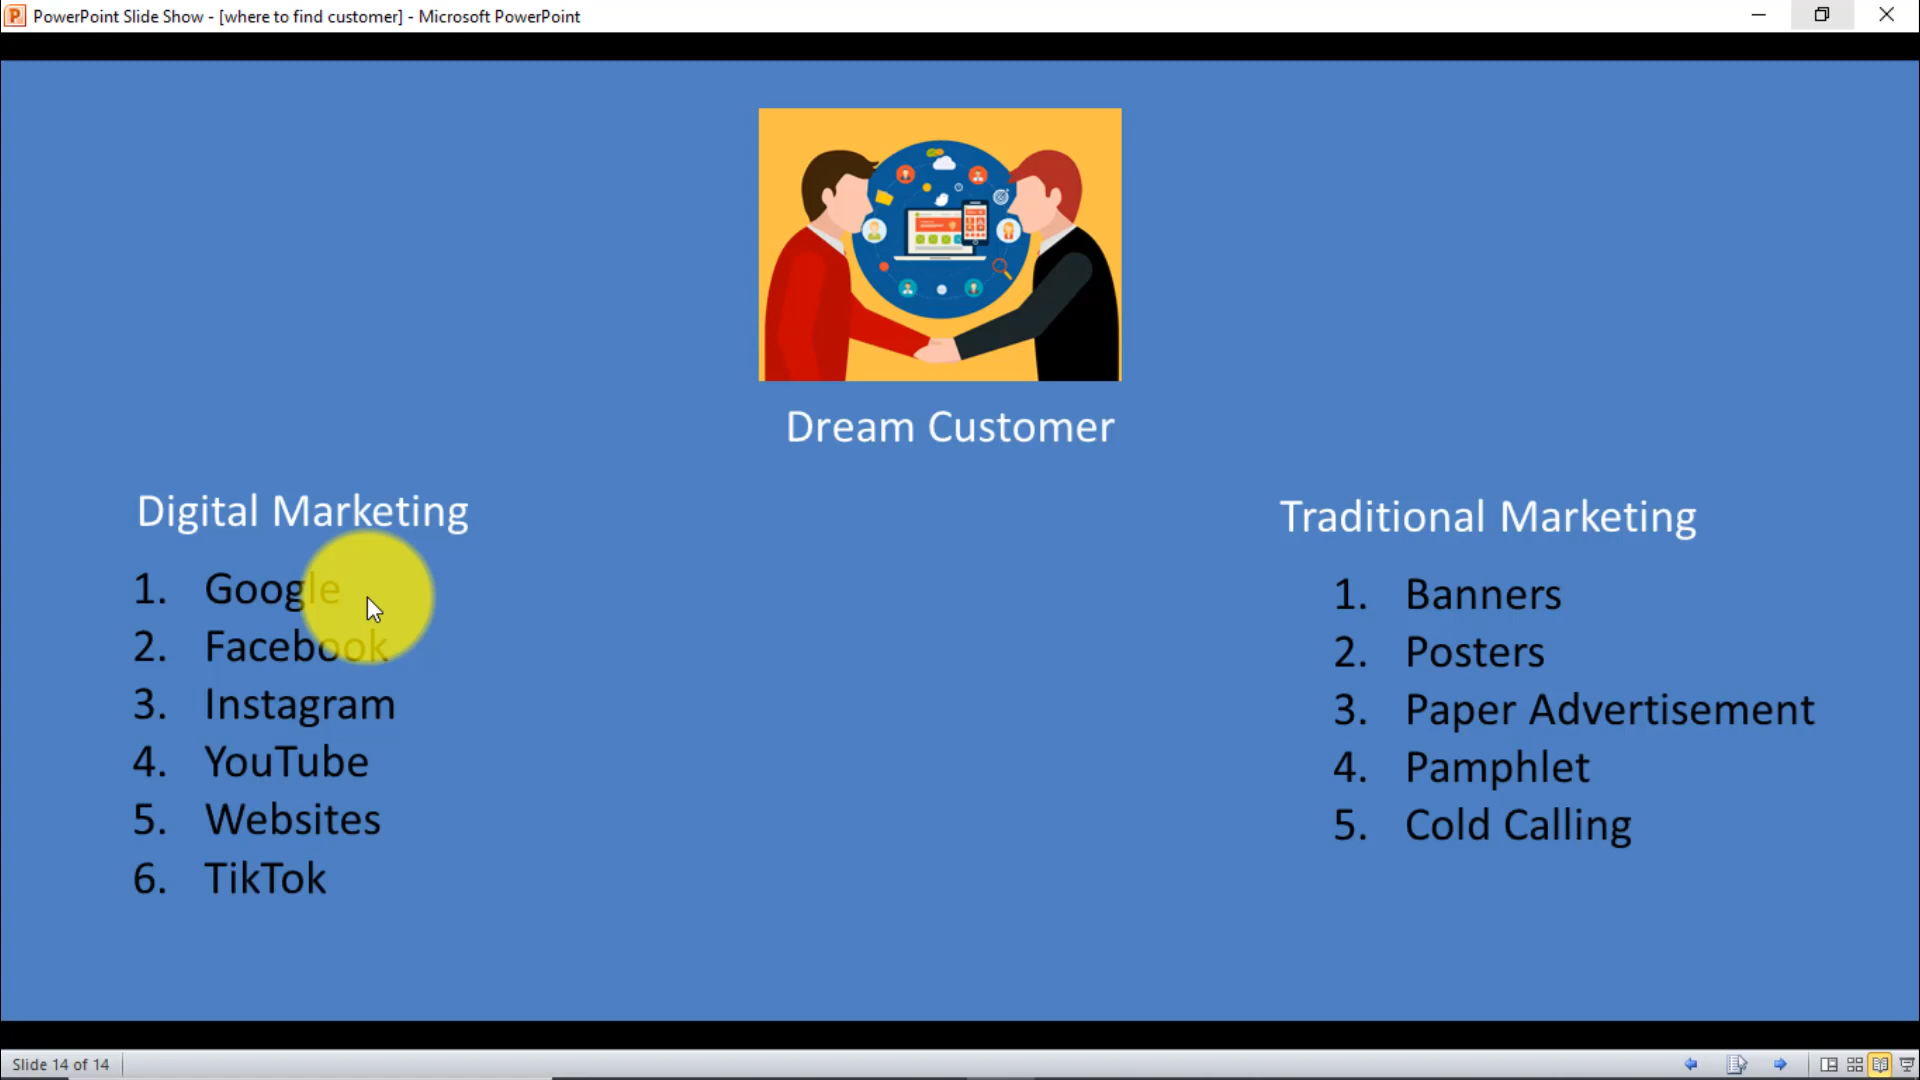 PowerPoint Slide Show - [where to find customer] - Microsoft PowerPoint
Dream Customer
Digital Marketing
1. Google
2. Facebook
3. Instagram
4. YouTube
5. Websites
6. TikTok
Traditional Marketing
1. Banners
2. Posters
3. Paper Advertisement
4. Pamphlet
5. Cold Calling
Slide 14 of 14